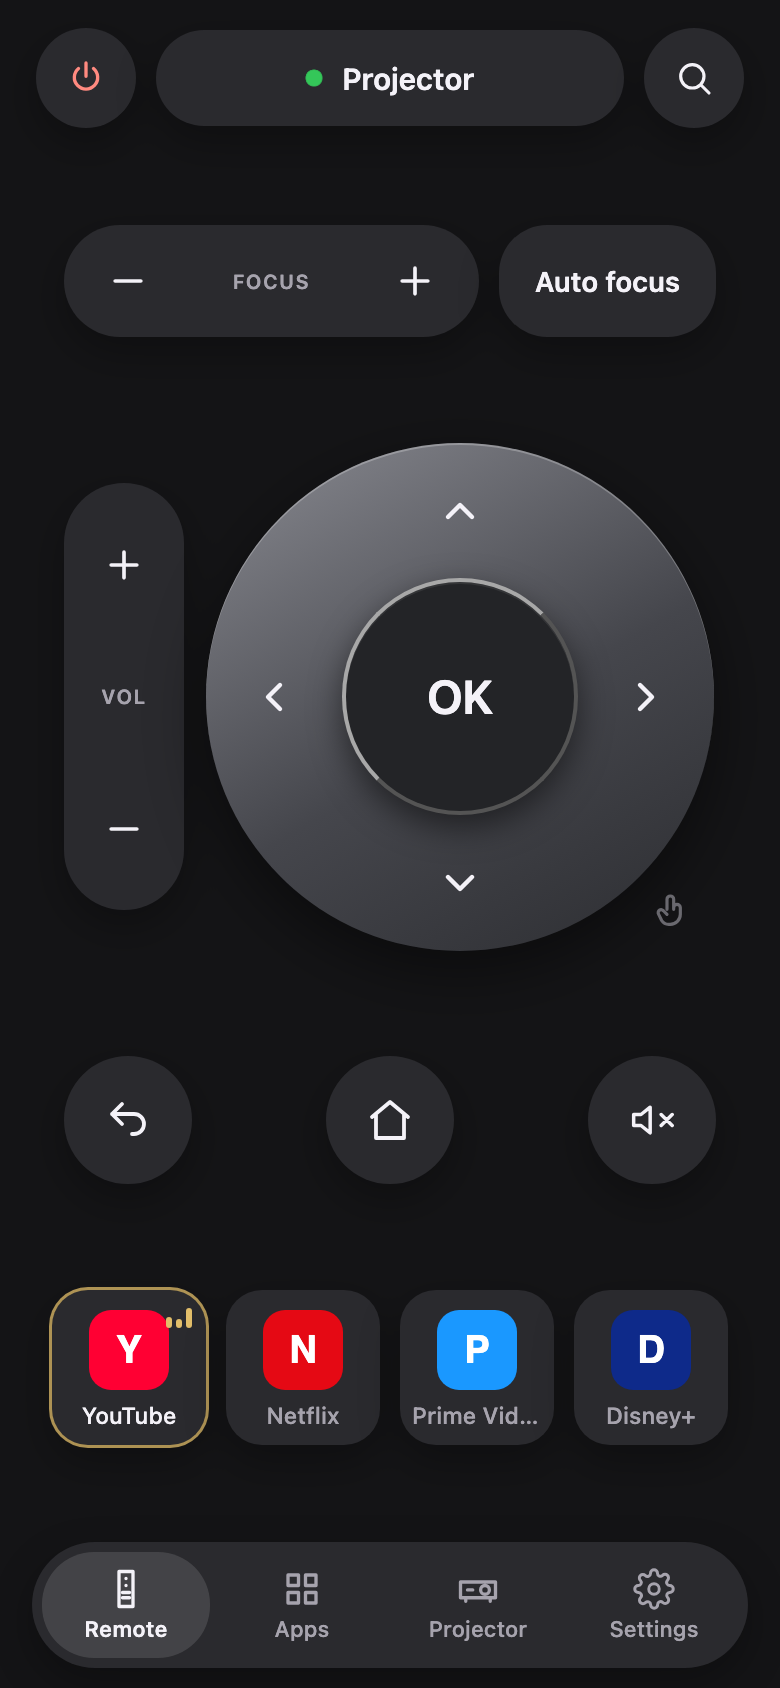 Projector
FOCUS
Auto focus
VOL
OK
Y
YouTube
N
Netflix
P
Prime Vid...
D
Disney+
Remote
Apps
Projector
Settings